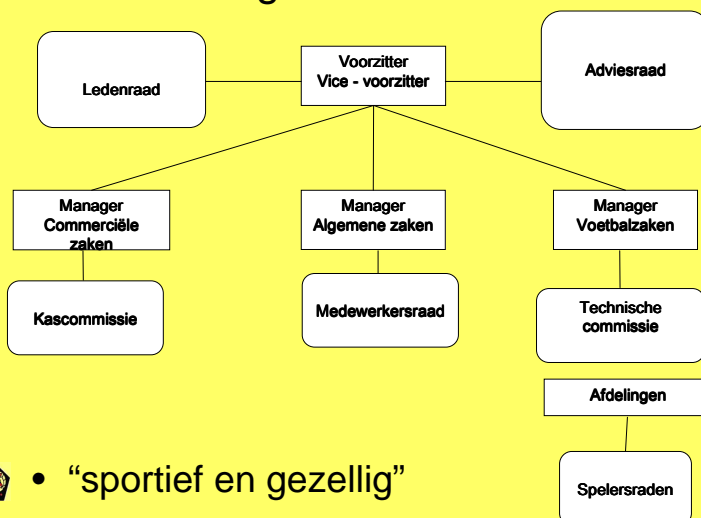 Ledenraad
Voorzitter
Vice - voorzitter
Adviesraad
Manager
Commerciële
zaken
Manager
Algemene zaken
Manager
Voetbalzaken
Kascommissie
Medewerkersraad
Technische
commissie
Afdelingen
Spelersraden
• “sportief en gezellig”